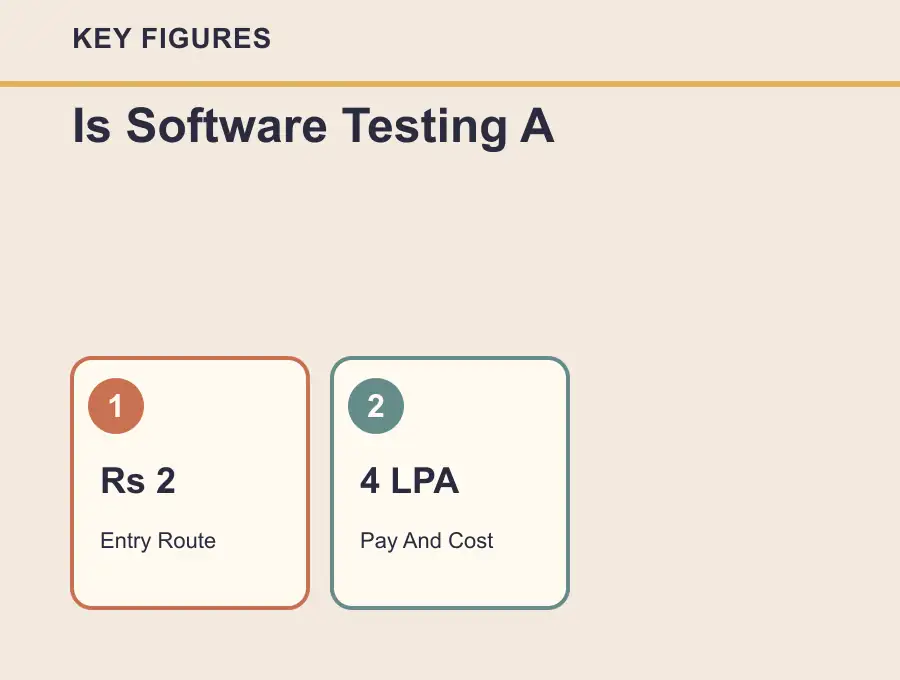 KEY FIGURES
Is Software Testing A
1
Rs 2
Entry Route
2
4 LPA
Pay And Cost